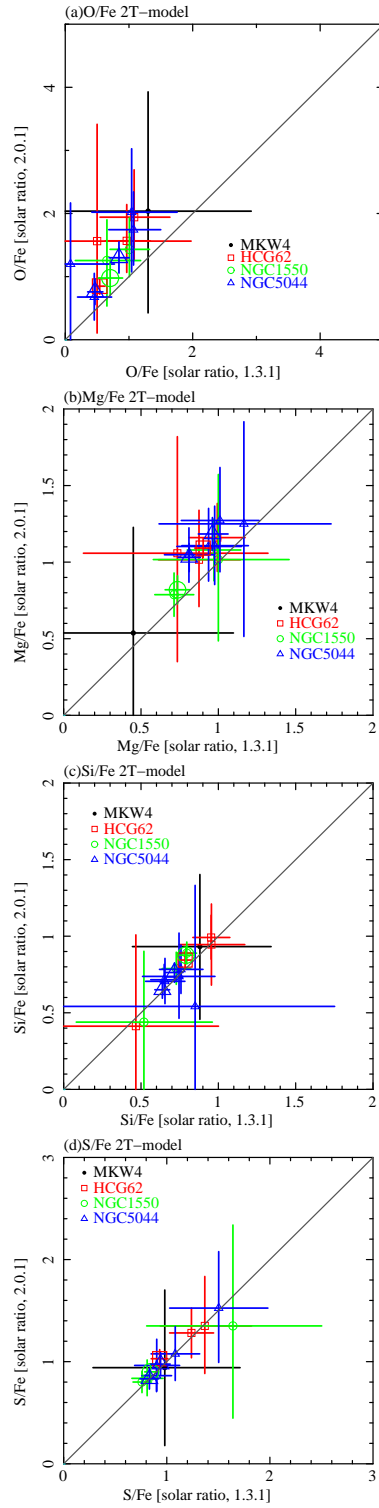 (a)O/Fe 2T−model
O/Fe [solar ratio, 2.0.1]
0
2
4
MKW4
HCG62
NGC1550
NGC5044
0
2
4
O/Fe [solar ratio, 1.3.1]
(b)Mg/Fe 2T−model
Mg/Fe [solar ratio, 2.0.1]
0
0.5
1
1.5
2
MKW4
HCG62
NGC1550
NGC5044
0
0.5
1
1.5
2
Mg/Fe [solar ratio, 1.3.1]
(c)Si/Fe 2T−model
Si/Fe [solar ratio, 2.0.1]
0
0.5
1
1.5
2
MKW4
HCG62
NGC1550
NGC5044
0
0.5
1
1.5
2
Si/Fe [solar ratio, 1.3.1]
(d)S/Fe 2T−model
S/Fe [solar ratio, 2.0.1]
0
1
2
3
MKW4
HCG62
NGC1550
NGC5044
0
1
2
3
S/Fe [solar ratio, 1.3.1]